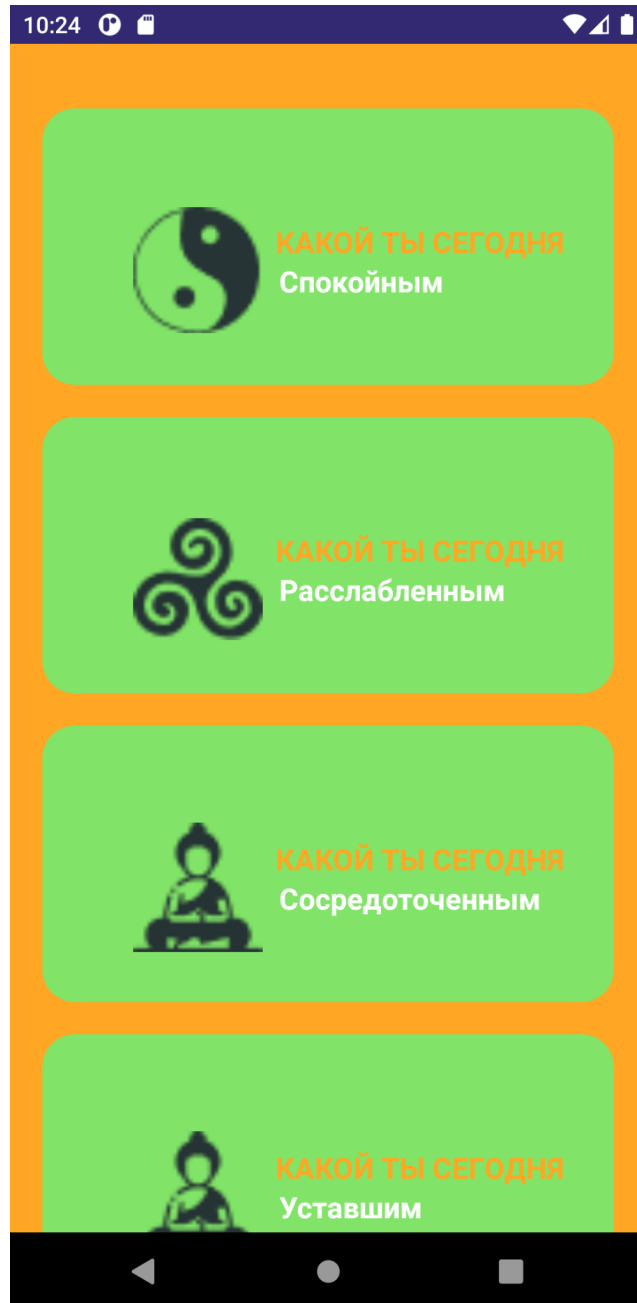 10:24
КАКОЙ ТЫ СЕГОДНЯ
Спокойным
КАКОЙ ТЫ СЕГОДНЯ
Расслабленным
КАКОЙ ТЫ СЕГОДНЯ
Сосредоточенным
КАКОЙ ТЫ СЕГОДНЯ
Уставшим